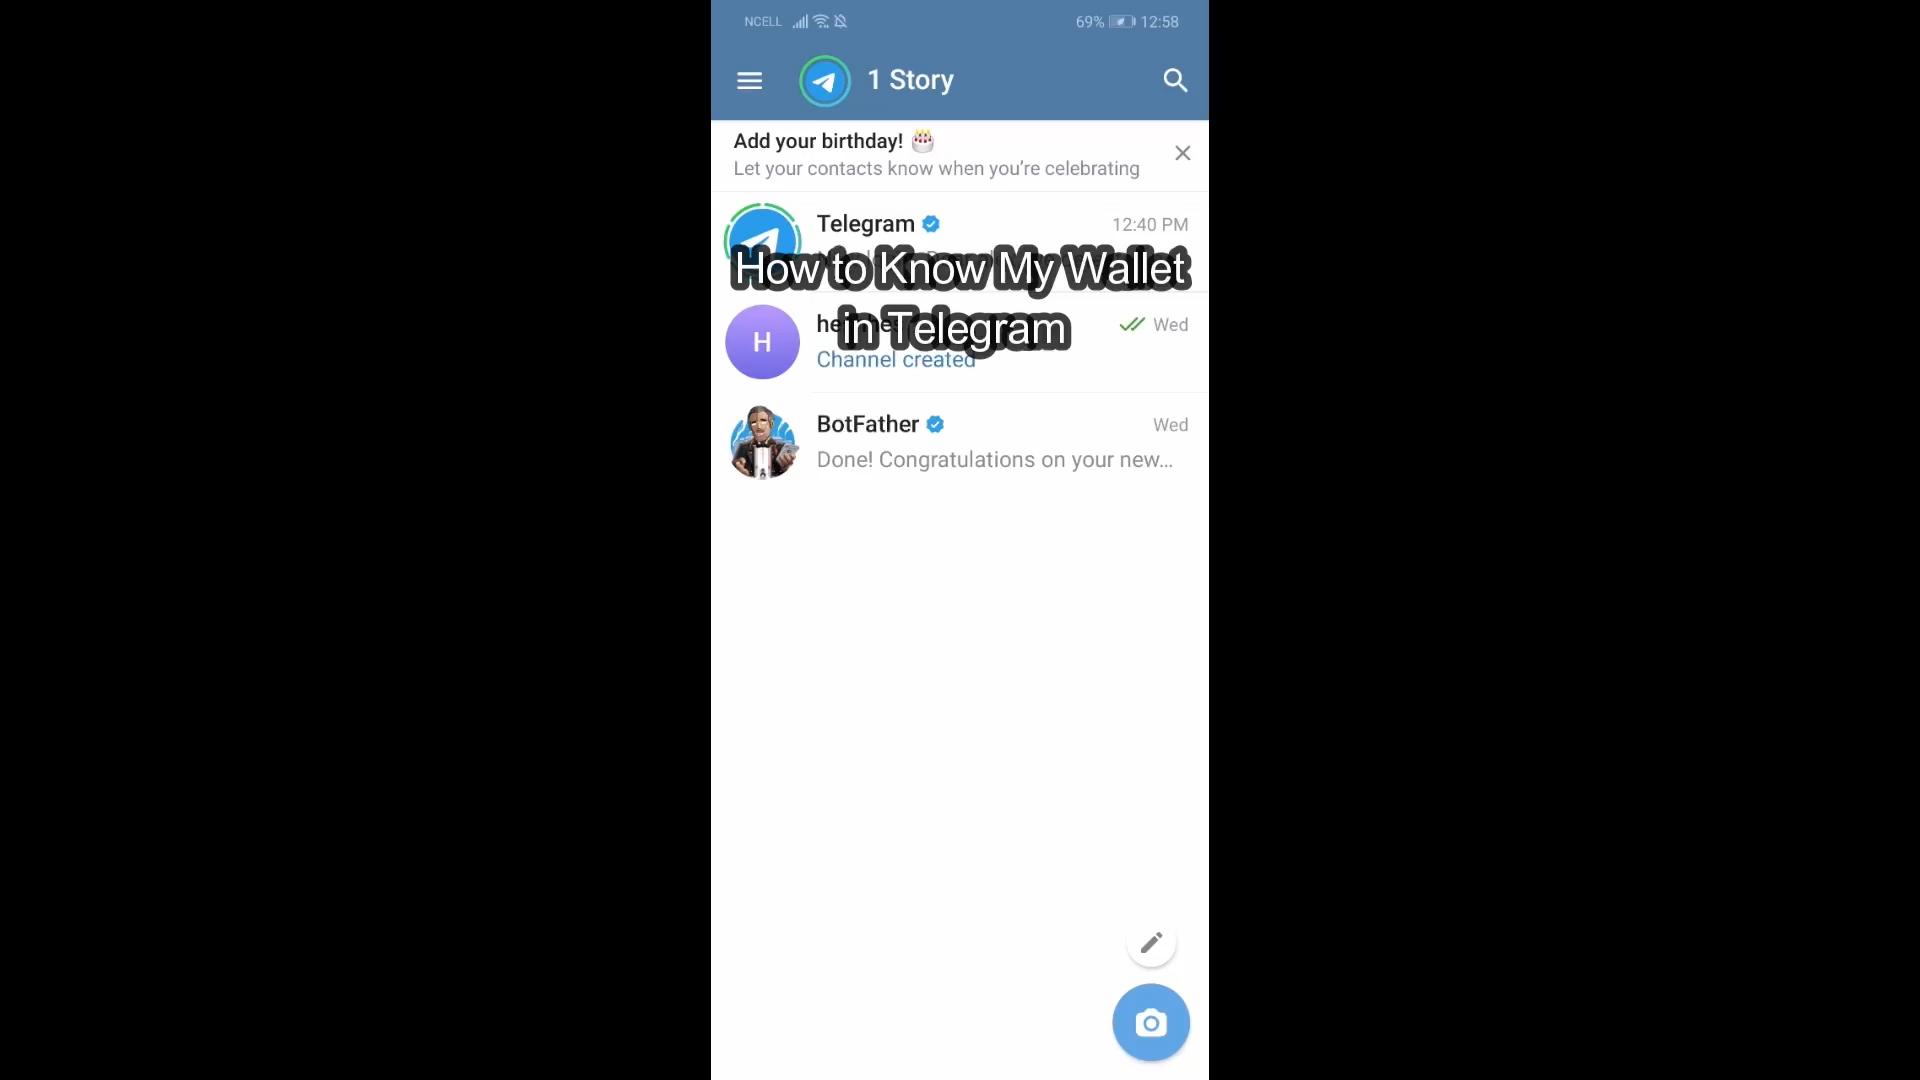 NCELL 69% 12:58
1 Story
Add your birthday!
Let your contacts know when you’re celebrating
Telegram 12:40 PM
How to Know My Wallet
in Telegram
Wed
H
Channel created
BotFather Wed
Done! Congratulations on your new...